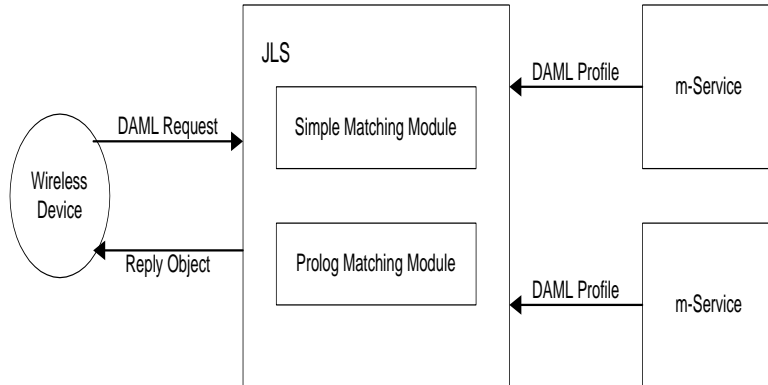 JLS
DAML Profile
m-Service
DAML Request
Simple Matching Module
Wireless
Device
Reply Object
Prolog Matching Module
DAML Profile
m-Service